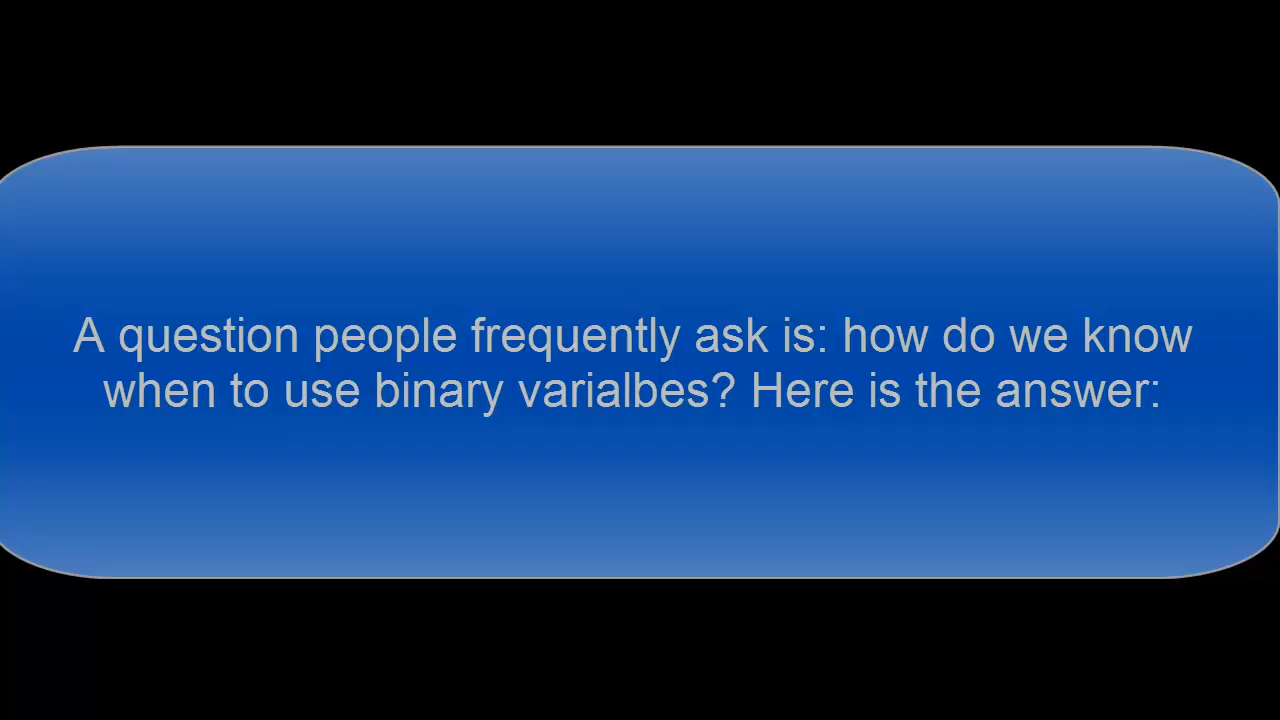 A question people frequently ask is: how do we know
when to use binary varialbes? Here is the answer: